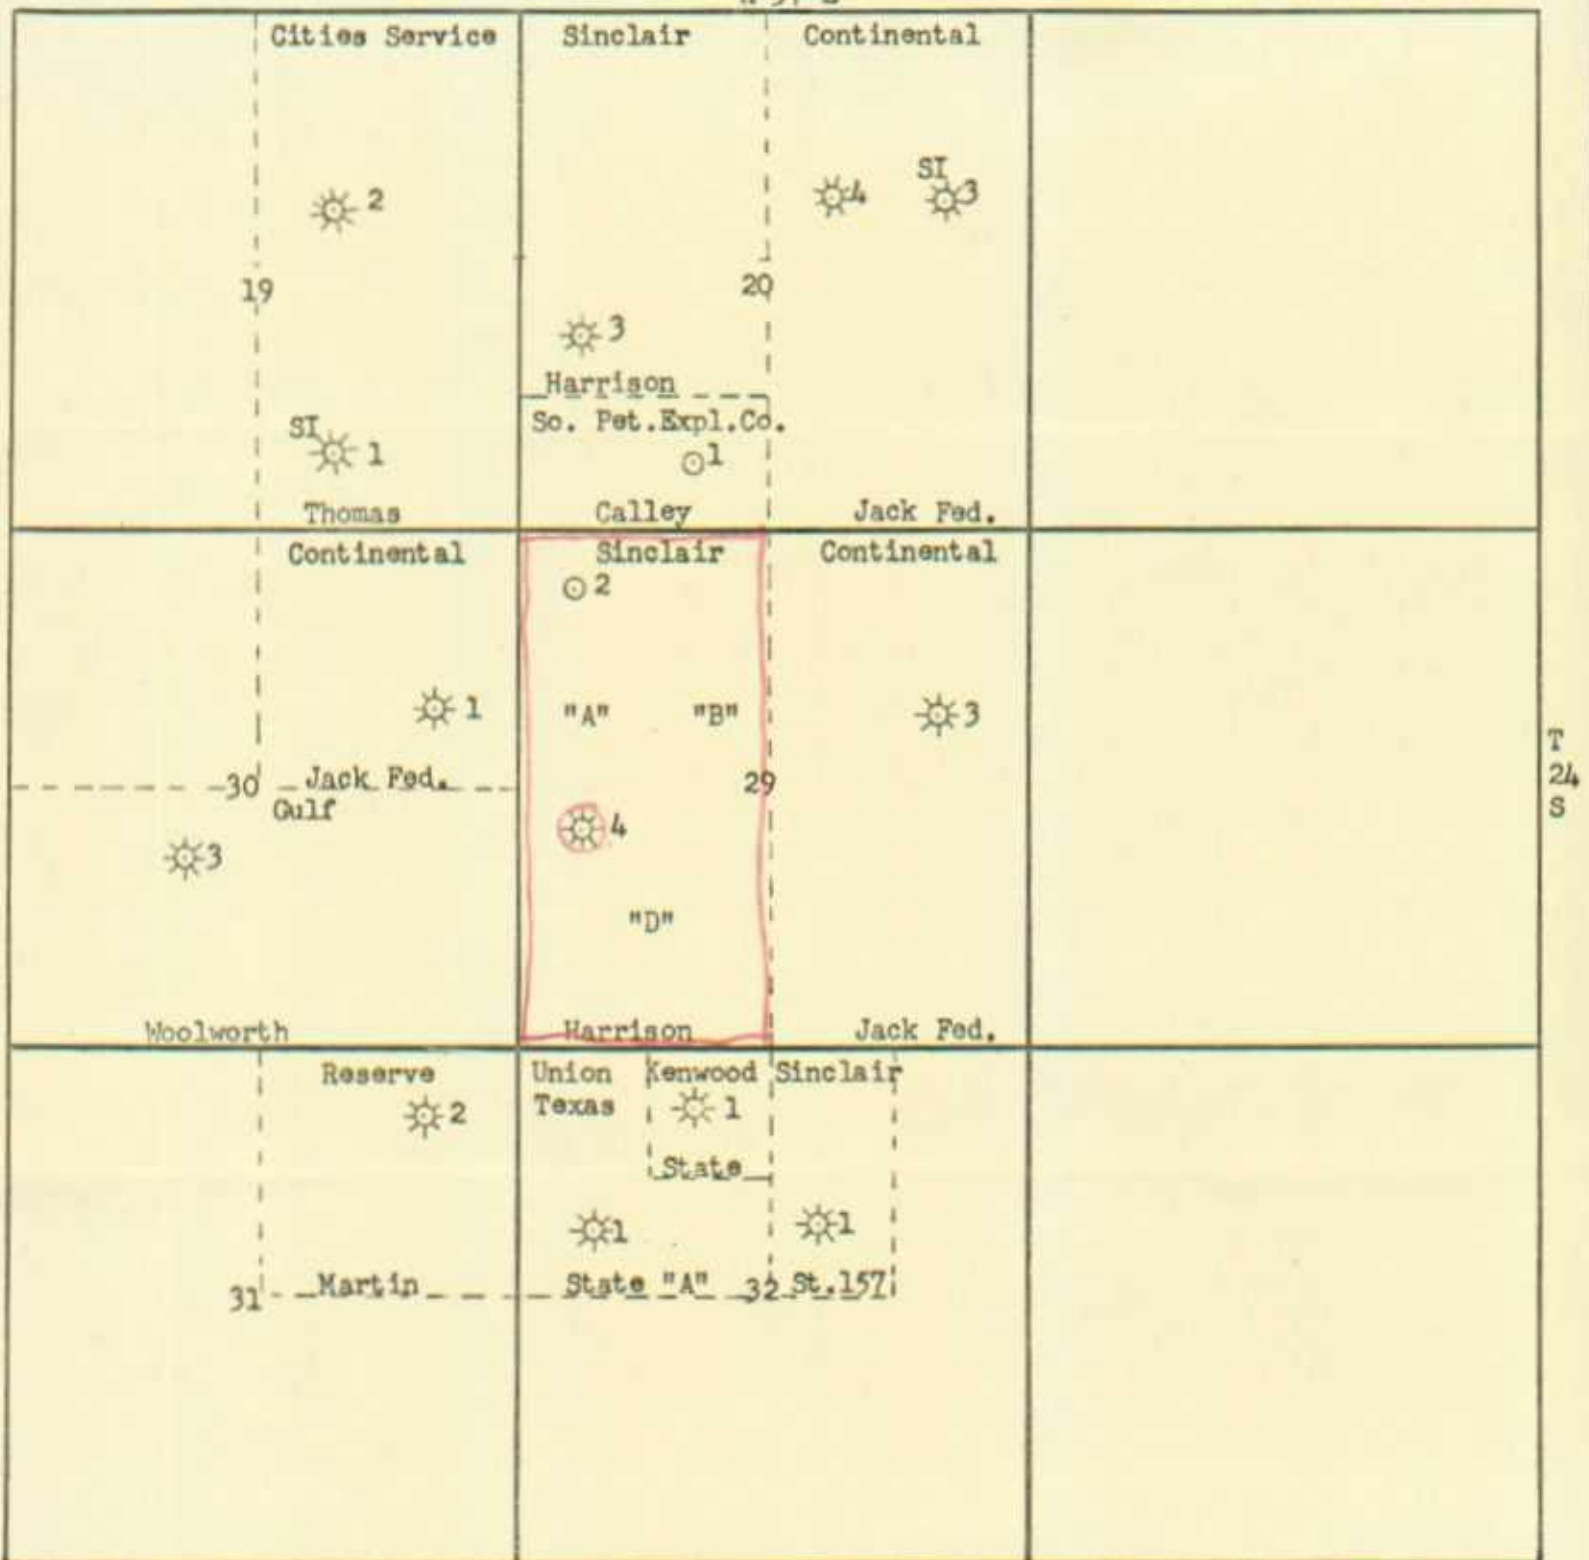 Cities Service Sinclair Continental
SI
2 4 3
19 20
3
Harrison
SI So. Pet.Expl.Co.
1 1
Thomas Calley Jack Fed.
Continental Sinclair Continental
2
1 "A" "B" 3
T
30 Jack Fed. 29 24
Gulf S
3 4
"D"
Woolworth Harrison Jack Fed.
Reserve Union Kenwood Sinclair
2 Texas 1
State
1 1
31 Martin State "A" 32 St.157